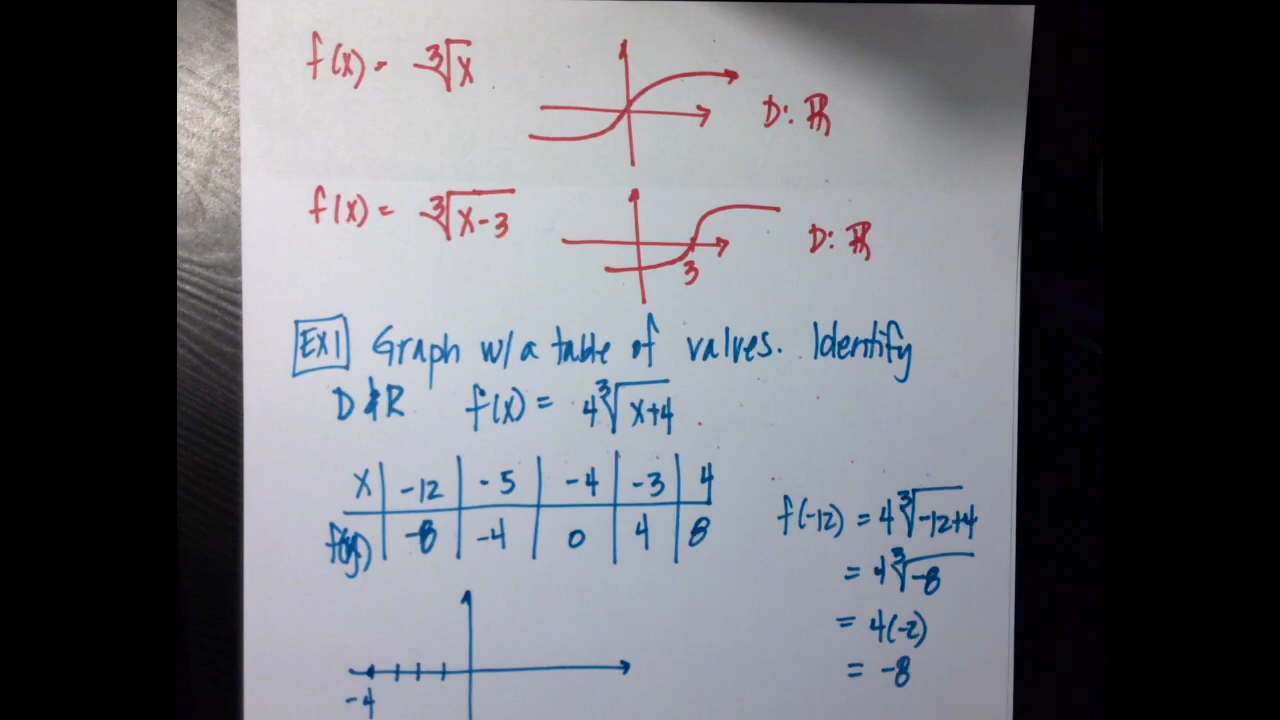 f(x) = ∛x
D: ℝ
f(x) = ∛(x-3)
3
D: ℝ
EX1 Graph w/ a table of values. Identify
D & R f(x) = 4∛(x+4)
x | -12 | -5 | -4 | -3 | 4
f(x) | -8 | -4 | 0 | 4 | 8
f(-12) = 4∛(-12+4)
= 4∛(-8)
= 4(-2)
= -8
-4